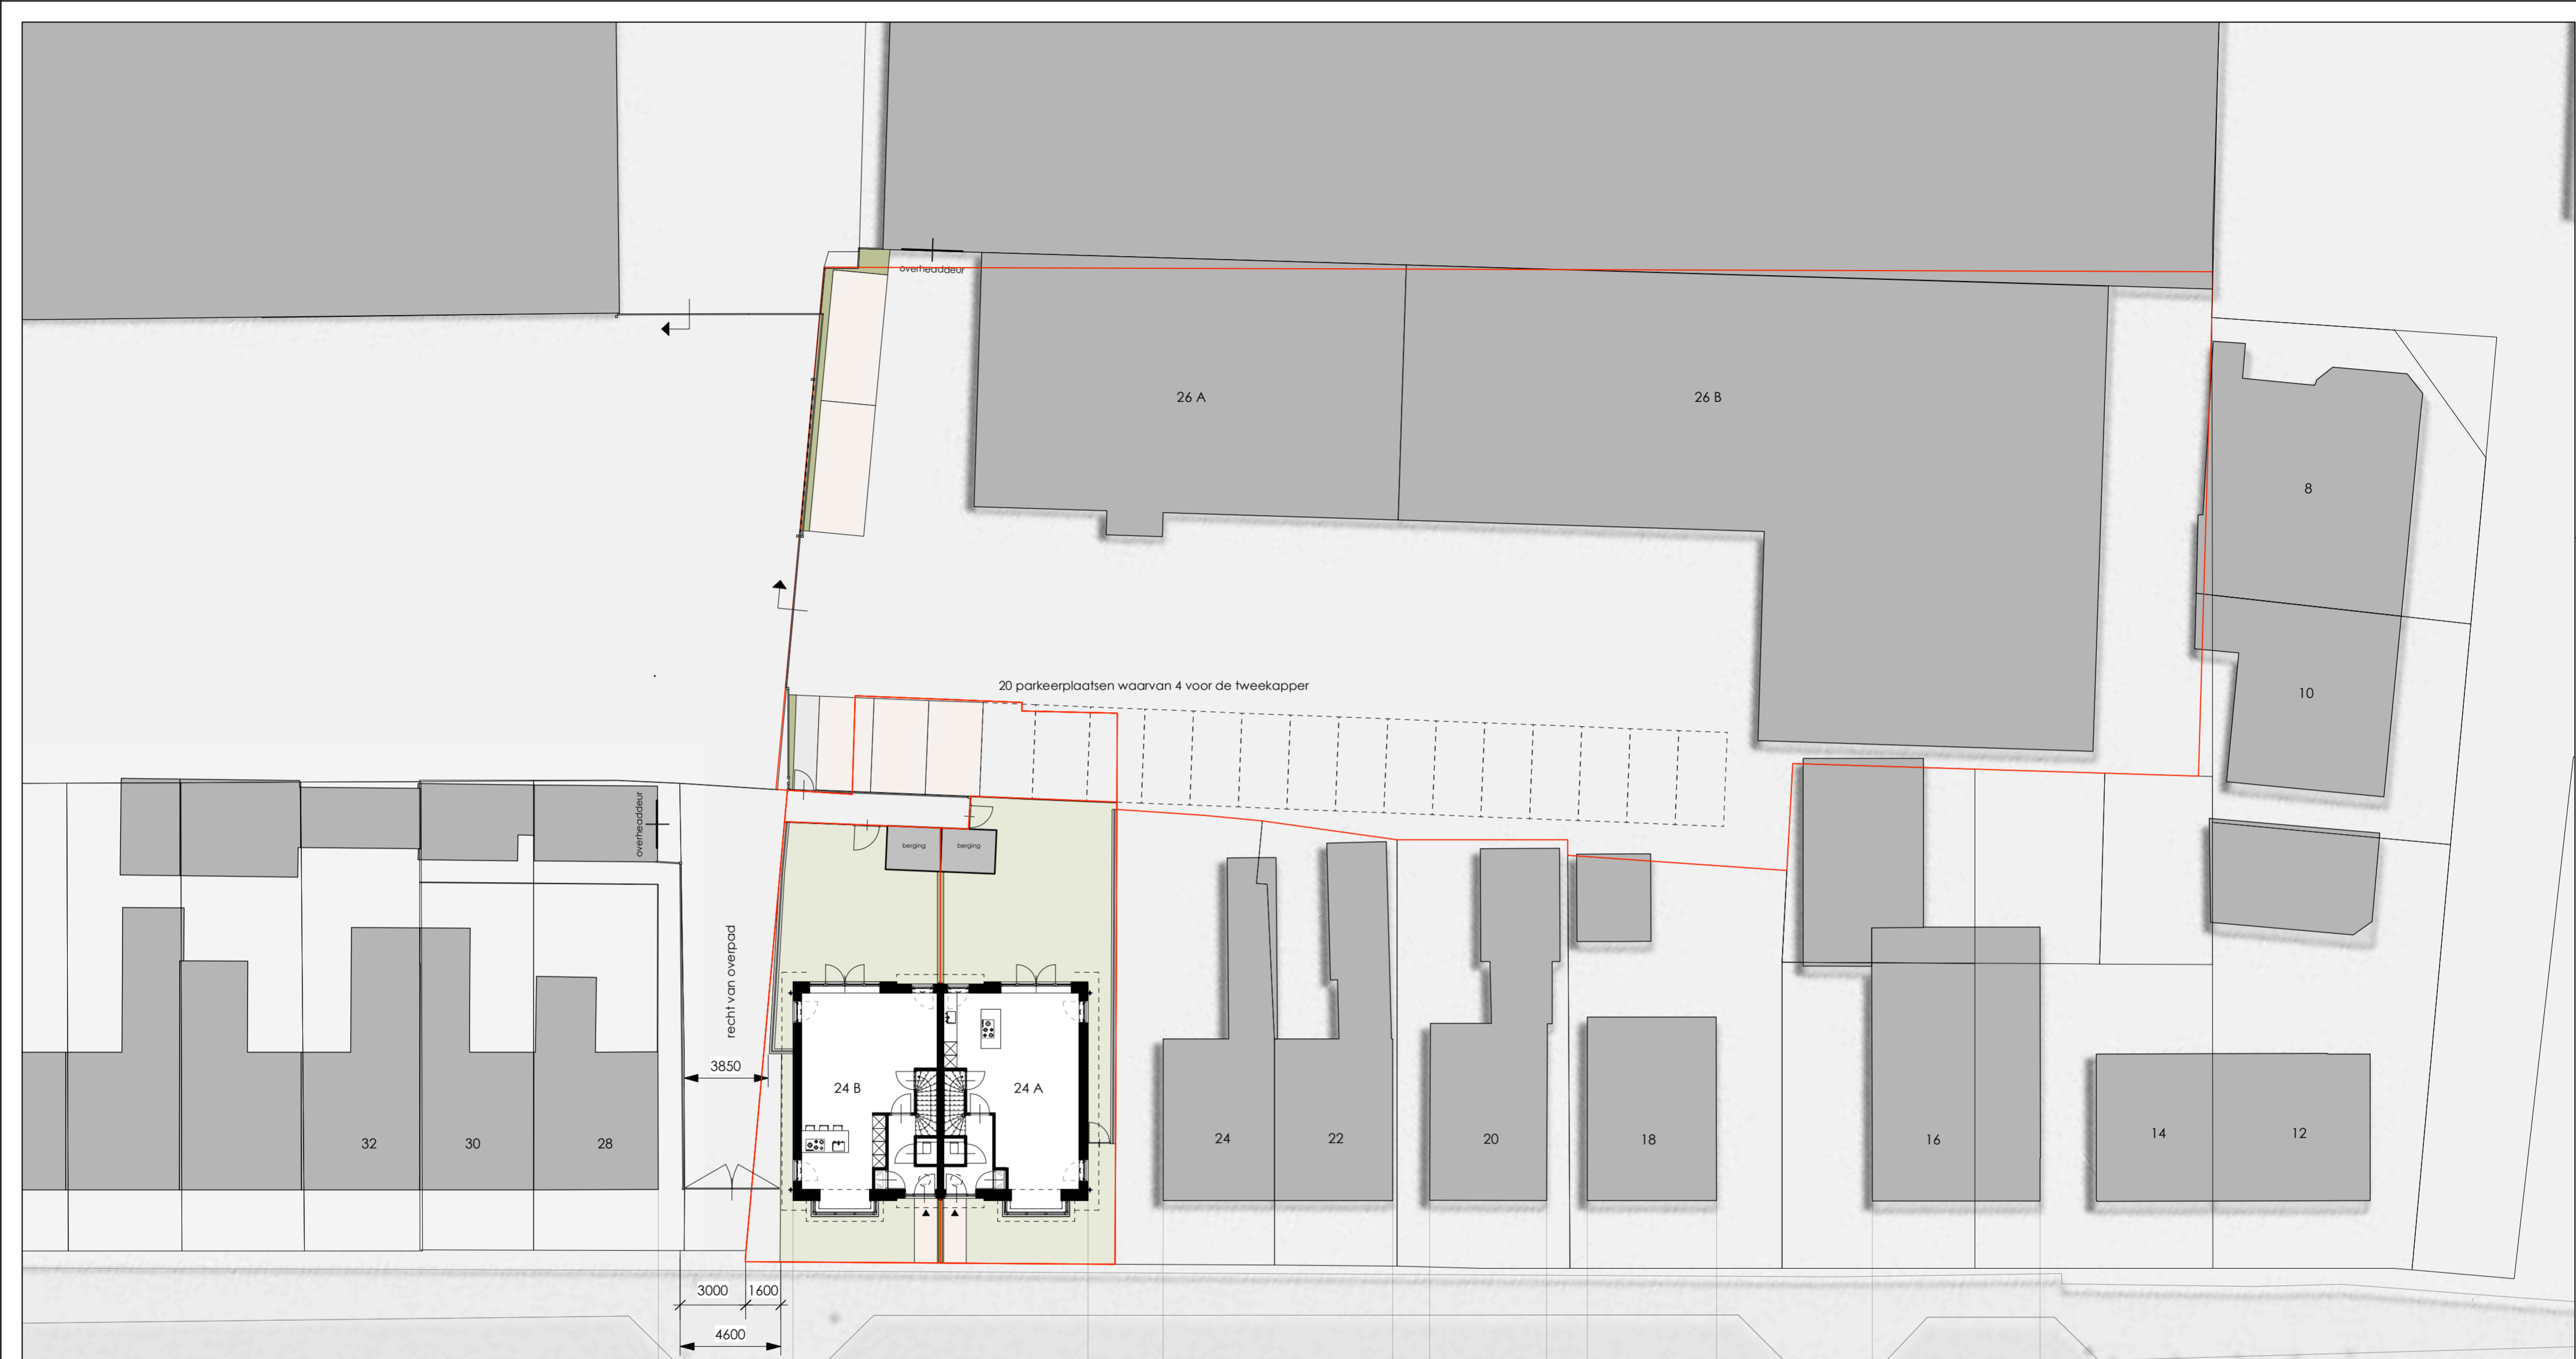 overheaddeur
26 A
26 B
8
10
20 parkeerplaatsen waarvan 4 voor de tweekapper
overheaddeur
berging
berging
recht van overpad
3850
24 B
24 A
32
30
28
24
22
20
18
16
14
12
3000
1600
4600